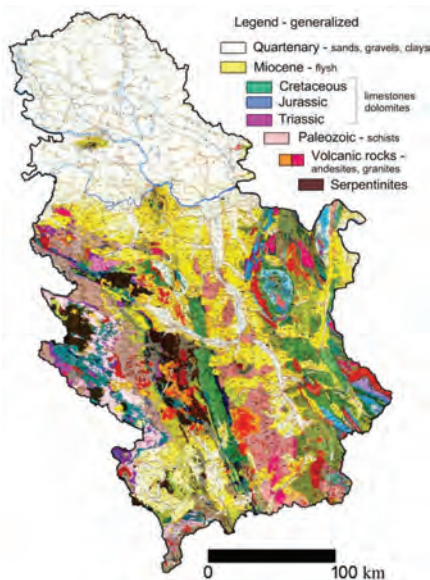 Legend - generalized
Quartenary - sands, gravels, clays
Miocene - flysh
Cretaceous
Jurassic
Triassic
limestones
dolomites
Paleozoic - schists
Volcanic rocks -
andesites, granites
Serpentinites
0
100 km